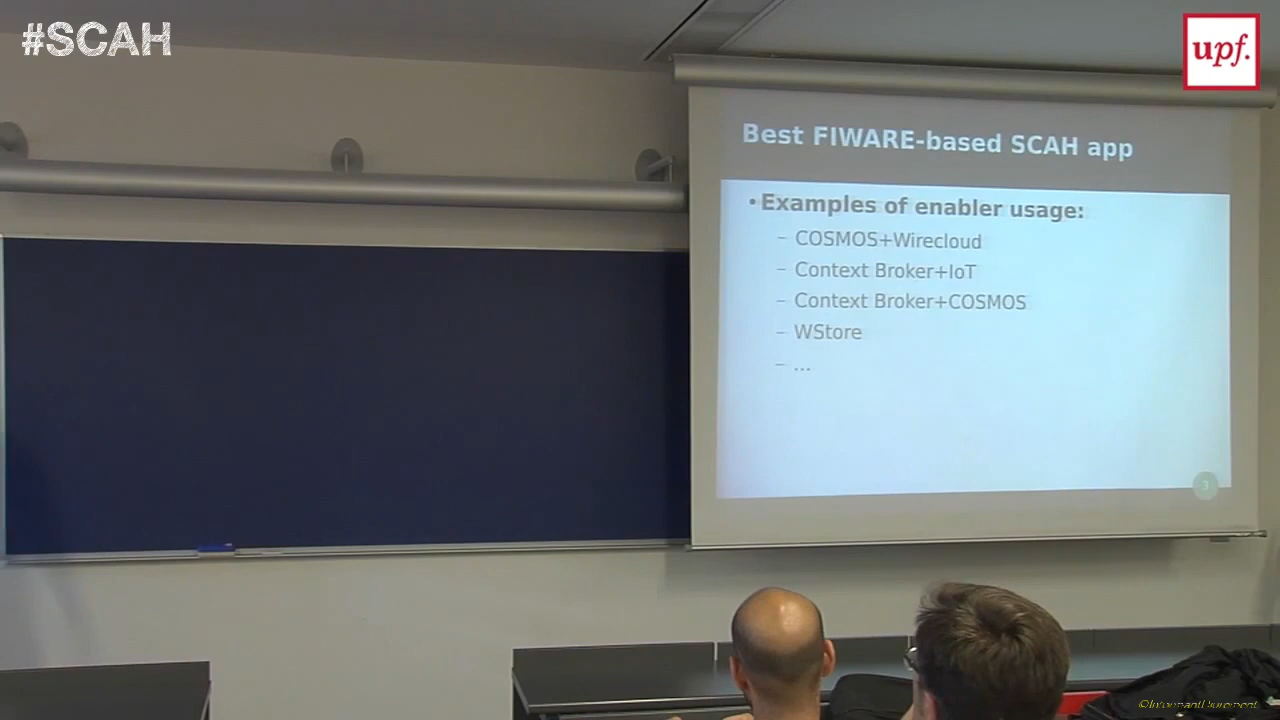 #SCAH
upf.
Best FIWARE-based SCAH app
• Examples of enabler usage:
– COSMOS+Wirecloud
– Context Broker+IoT
– Context Broker+COSMOS
– WStore
– ...
3